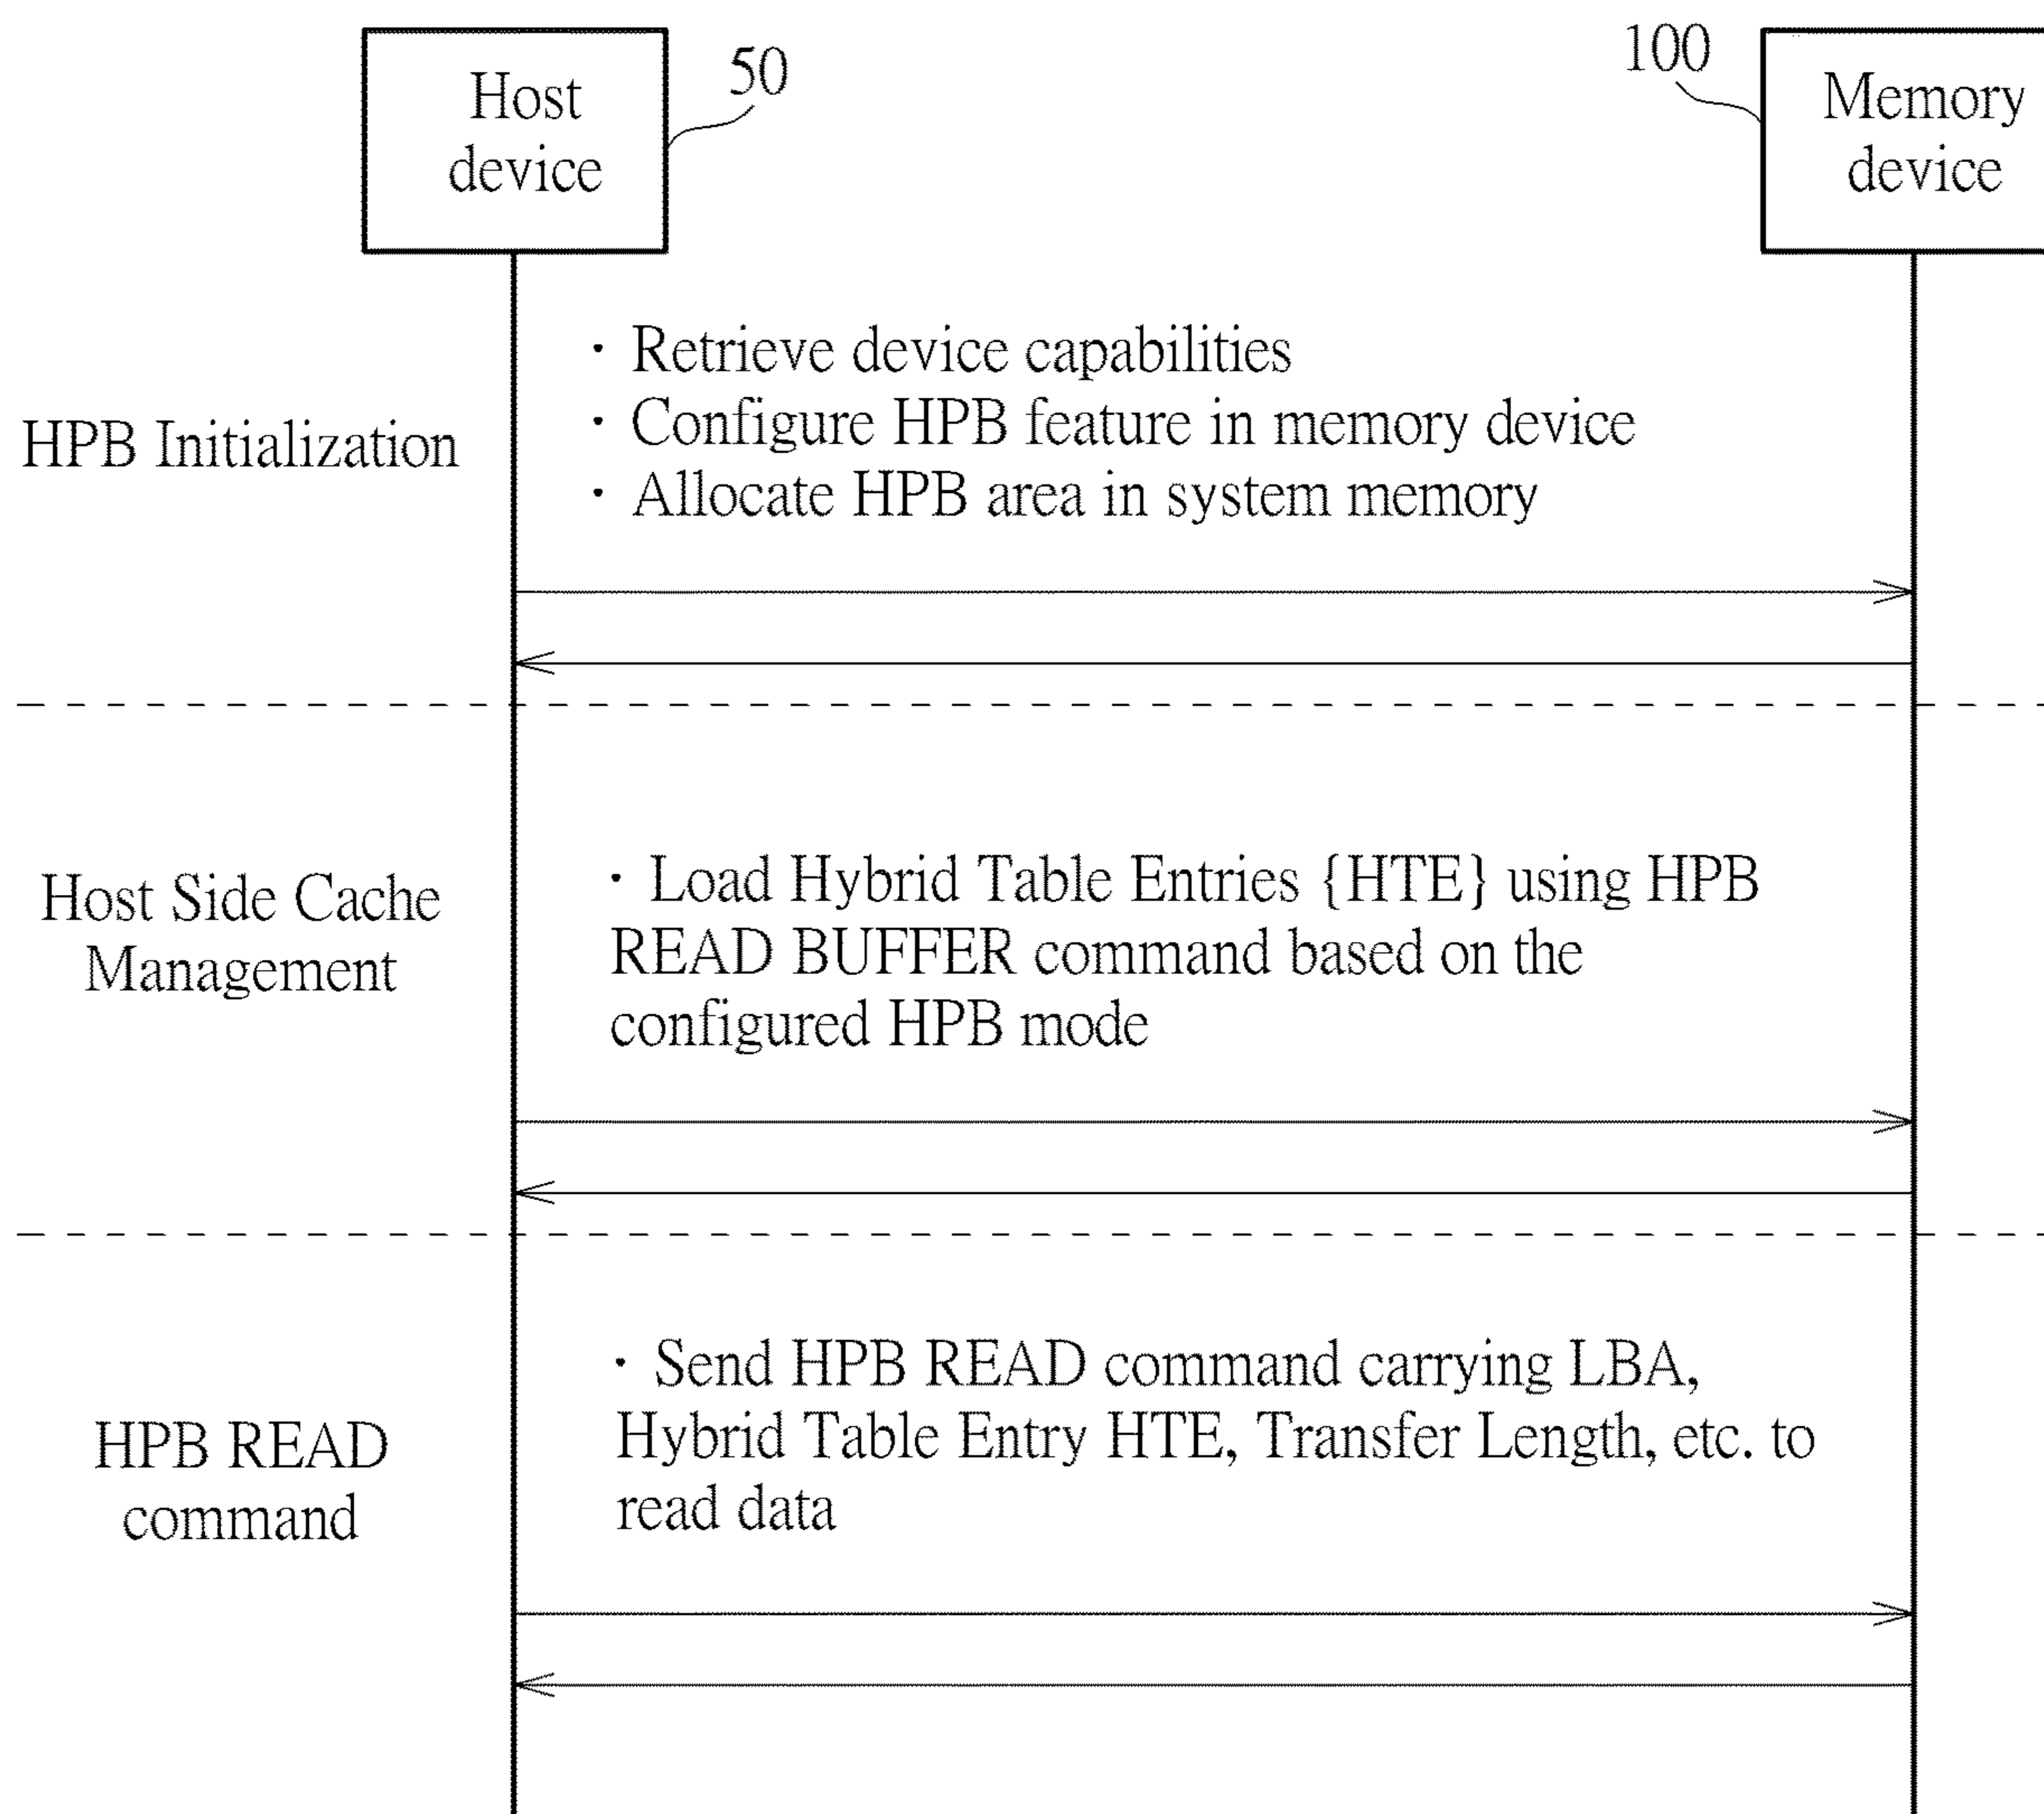 Host
device
50
100
Memory
device
HPB Initialization
· Retrieve device capabilities
· Configure HPB feature in memory device
· Allocate HPB area in system memory
Host Side Cache
Management
· Load Hybrid Table Entries {HTE} using HPB
READ BUFFER command based on the
configured HPB mode
HPB READ
command
· Send HPB READ command carrying LBA,
Hybrid Table Entry HTE, Transfer Length, etc. to
read data